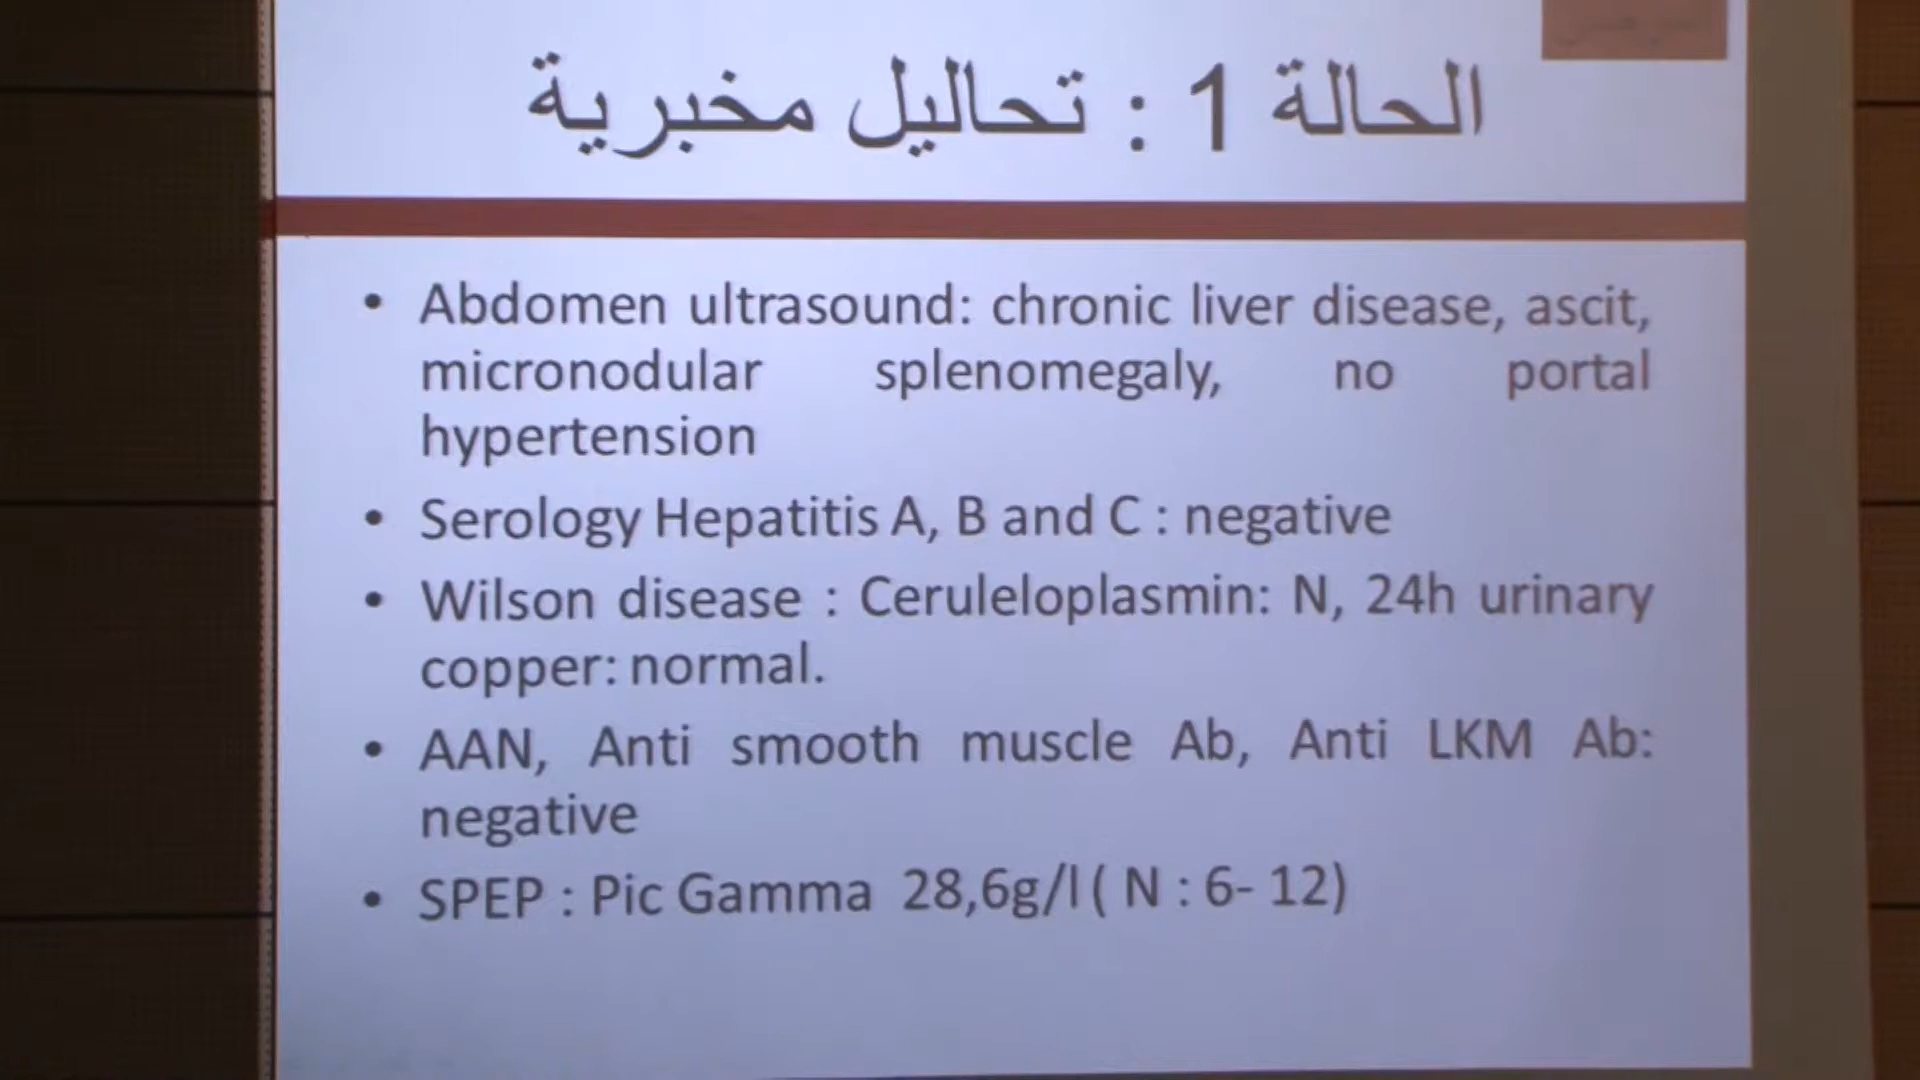 الحالة 1 : تحاليل مخبرية
• Abdomen ultrasound: chronic liver disease, ascit,
micronodular splenomegaly, no portal
hypertension
• Serology Hepatitis A, B and C : negative
• Wilson disease : Ceruleloplasmin: N, 24h urinary
copper: normal.
• AAN, Anti smooth muscle Ab, Anti LKM Ab:
negative
• SPEP : Pic Gamma 28,6g/l ( N : 6- 12)